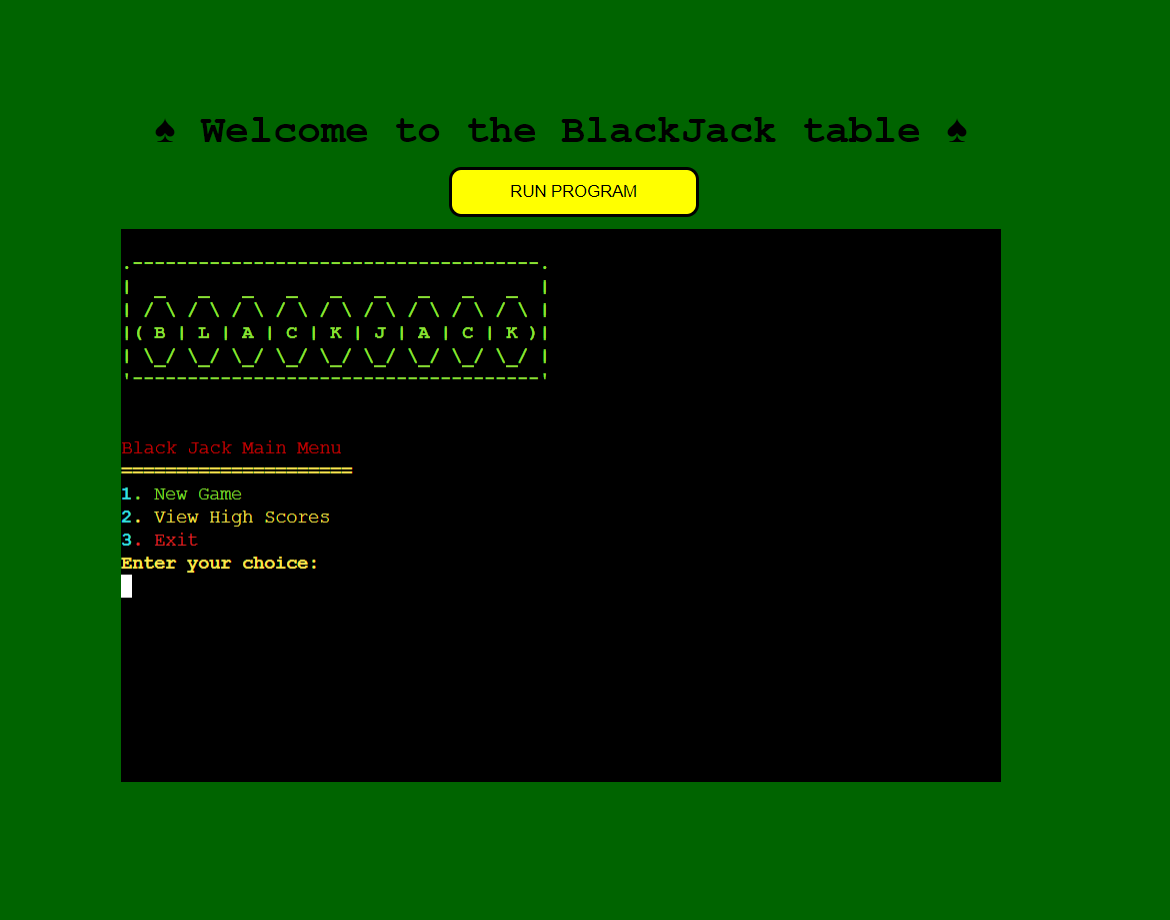 ♠ Welcome to the BlackJack table ♠
RUN PROGRAM
.-------------------------------------.
|   _   _   _   _   _   _   _   _   _  |
|  / \ / \ / \ / \ / \ / \ / \ / \ / \ |
|( B | L | A | C | K | J | A | C | K )|
|  \_/ \_/ \_/ \_/ \_/ \_/ \_/ \_/ \_/ |
'-------------------------------------'
Black Jack Main Menu
=====================
1. New Game
2. View High Scores
3. Exit
Enter your choice: